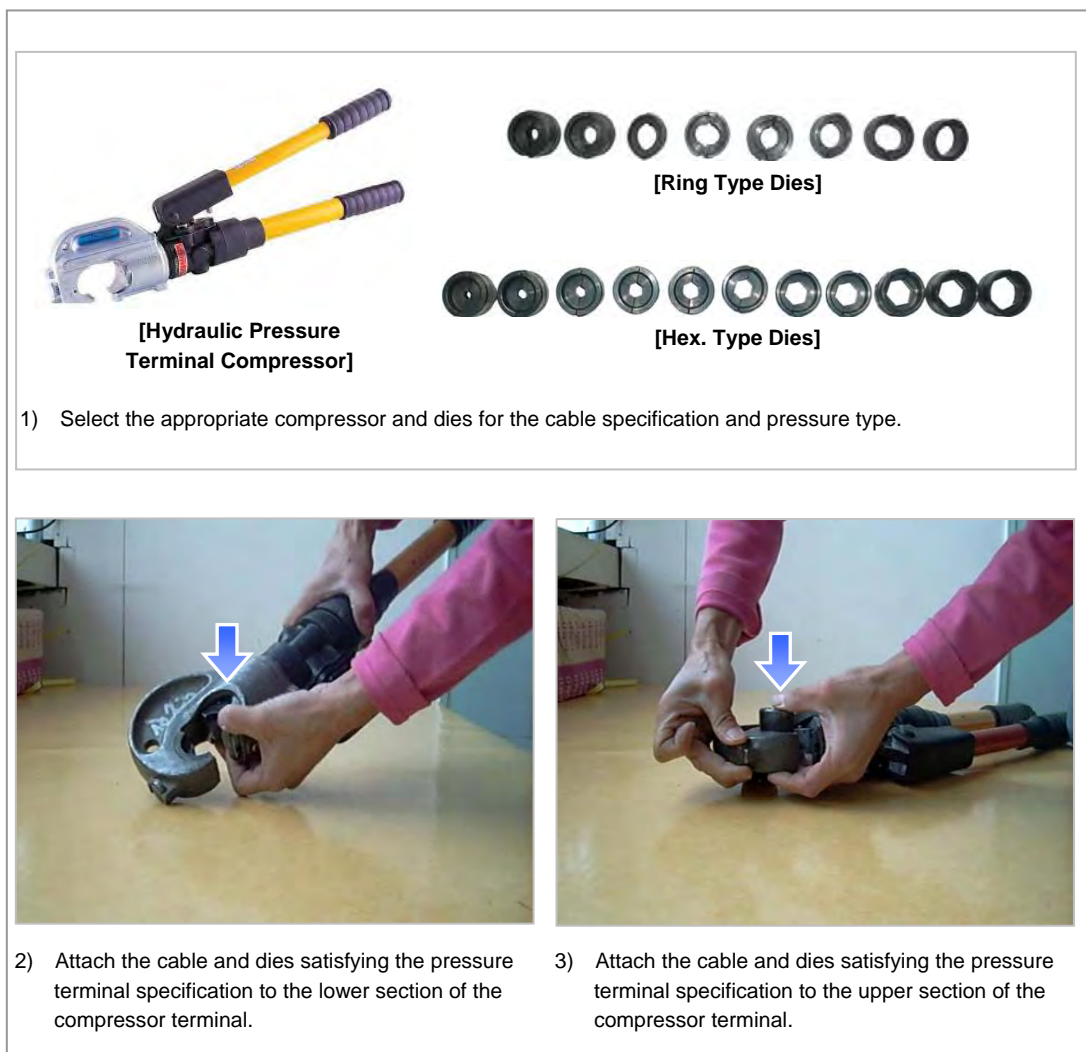 [Ring Type Dies]
[Hex. Type Dies]
[Hydraulic Pressure
Terminal Compressor]
1) Select the appropriate compressor and dies for the cable specification and pressure type.
2) Attach the cable and dies satisfying the pressure
terminal specification to the lower section of the
compressor terminal.
3) Attach the cable and dies satisfying the pressure
terminal specification to the upper section of the
compressor terminal.